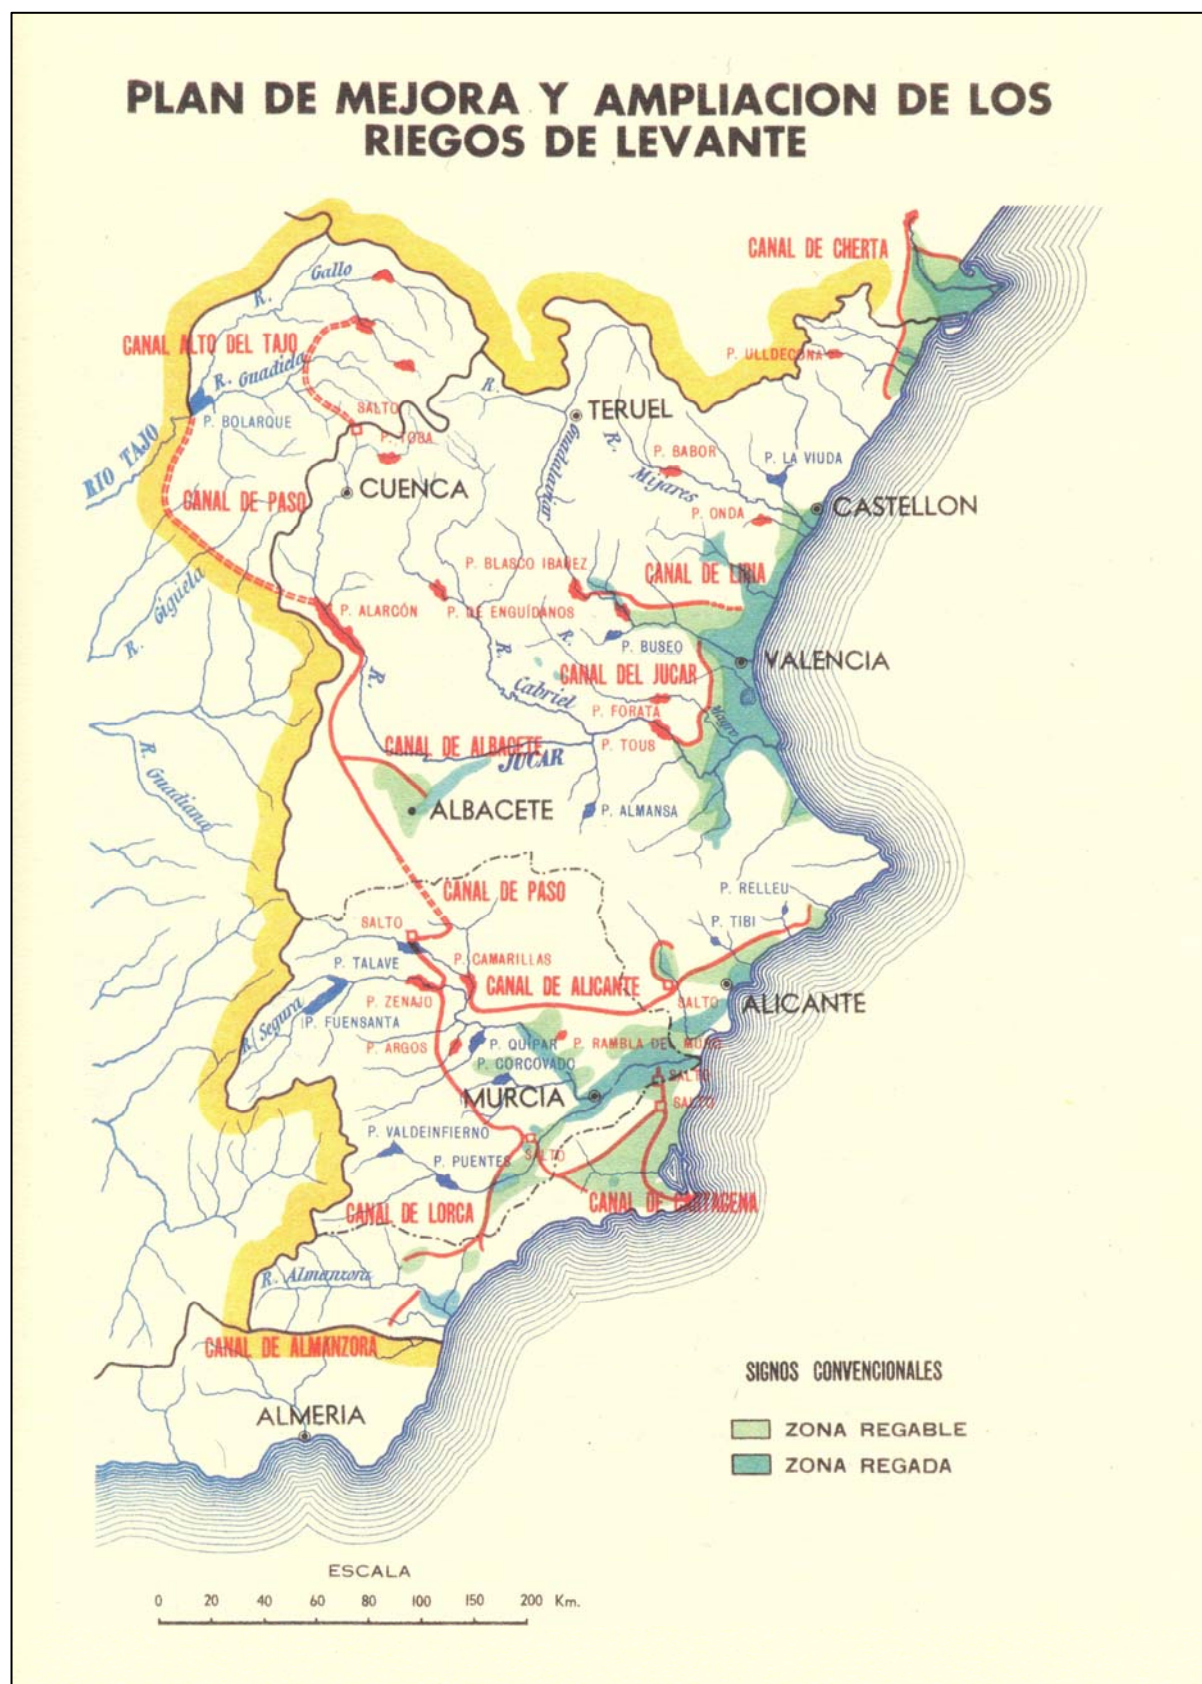 PLAN DE MEJORA Y AMPLIACION DE LOS
RIEGOS DE LEVANTE
CANAL DE CHERTA
R. Gallo
CANAL ALTO DEL TAJO
R. Guadiela
P. ULLDECONA
SALTO
R.
TERUEL
P. BOLARQUE
RIO TAJO
P. TOBA
P. BABOR
P. LA VIUDA
R. Mijares
Guadalaviar
CANAL DE PASO
CUENCA
P. ONDA
CASTELLON
P. BLASCO IBAÑEZ
CANAL DE LIRIA
R. Gigüela
P. ALARCÓN
P. DE ENGUÍDANOS
R.
P. BUSEO
VALENCIA
R.
R. Cabriel
CANAL DEL JUCAR
P. FORATA
Magro
P. TOUS
CANAL DE ALBACETE
JUCAR
R. Guadiana
ALBACETE
P. ALMANSA
CANAL DE PASO
P. RELLEU
SALTO
P. TIBI
P. TALAVE
P. CAMARILLAS
CANAL DE ALICANTE
P. ZENAJO
SALTO
ALICANTE
R. Segura
P. FUENSANTA
P. ARGOS
P. QUÍPAR
P. RAMBLA DEL MORO
P. CORCOVADO
SALTO
MURCIA
SALTO
P. VALDEINFIERNO
P. PUENTES
SALTO
CANAL DE LORCA
CANAL DE CARTAGENA
R. Almanzora
CANAL DE ALMANZORA
SIGNOS CONVENCIONALES
ALMERIA
ZONA REGABLE
ZONA REGADA
ESCALA
0 20 40 60 80 100 150 200 Km.